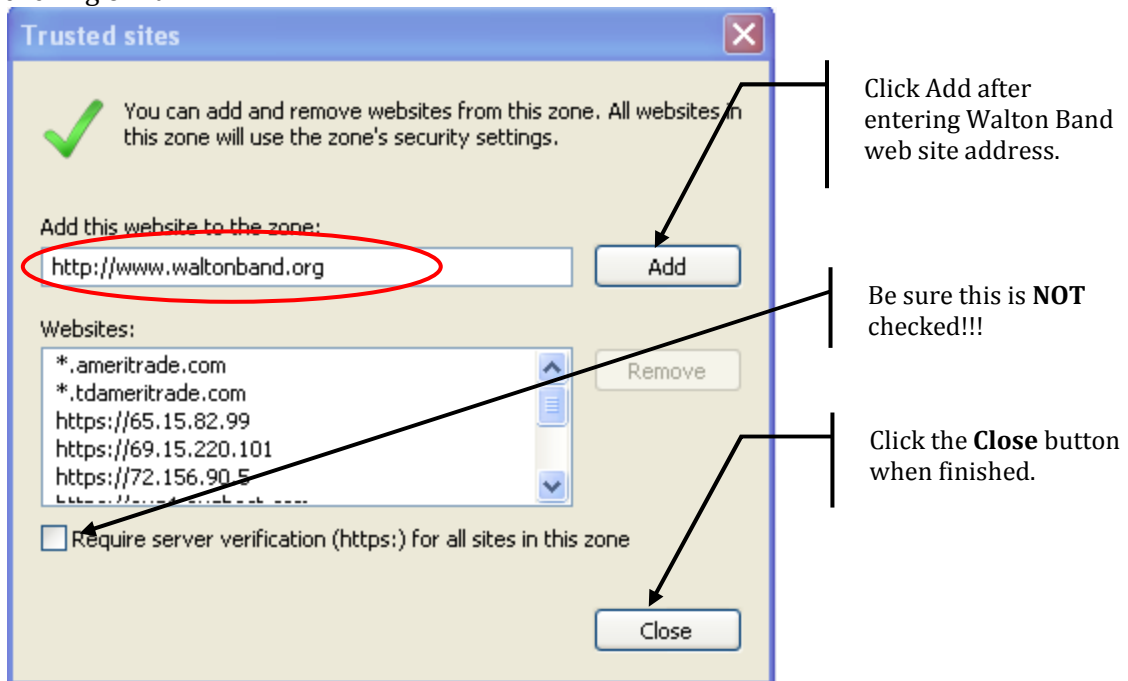 Trusted sites
You can add and remove websites from this zone. All websites in
this zone will use the zone's security settings.
Click Add after
entering Walton Band
web site address.
Add this website to the zone:
http://www.waltonband.org
Add
Be sure this is NOT
checked!!!
Websites:
*.ameritrade.com
*.tdameritrade.com
https://65.15.82.99
https://69.15.220.101
https://72.156.90.5
Remove
Click the Close button
when finished.
Require server verification (https:) for all sites in this zone
Close